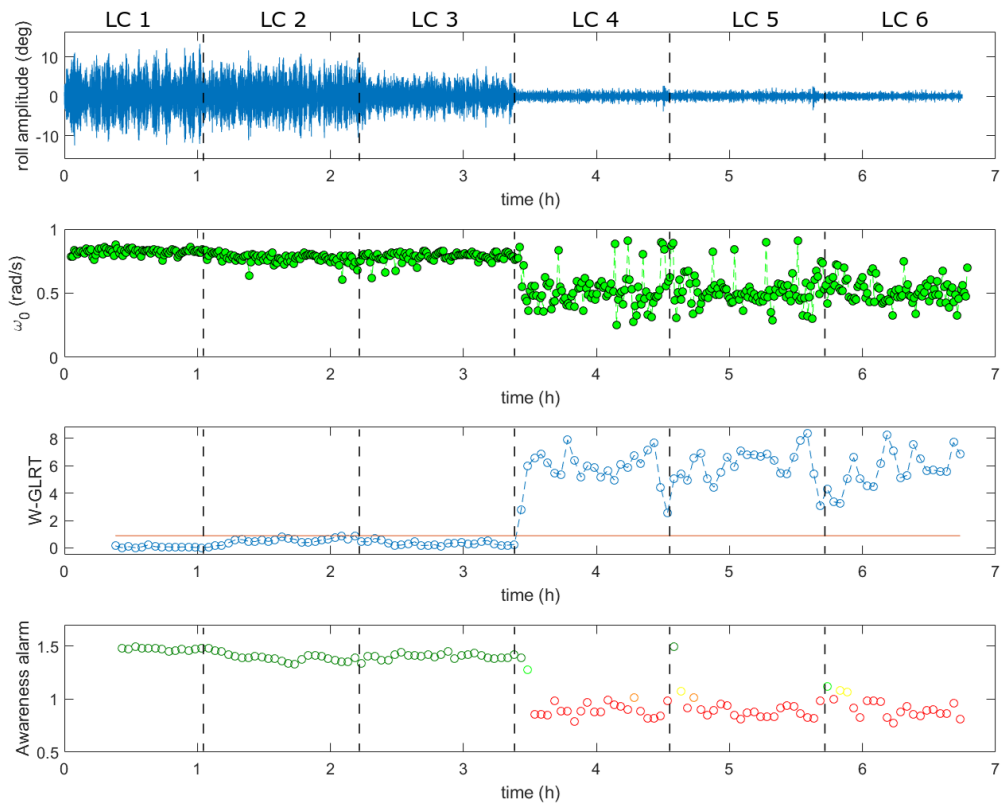 LC 1 LC 2 LC 3 LC 4 LC 5 LC 6
roll amplitude (deg)
10
0
-10
0 1 2 3 4 5 6 7
time (h)
ω0 (rad/s)
1
0.5
0
0 1 2 3 4 5 6 7
time (h)
W-GLRT
8
6
4
2
0
0 1 2 3 4 5 6 7
time (h)
Awareness alarm
1.5
1
0.5
0 1 2 3 4 5 6 7
time (h)